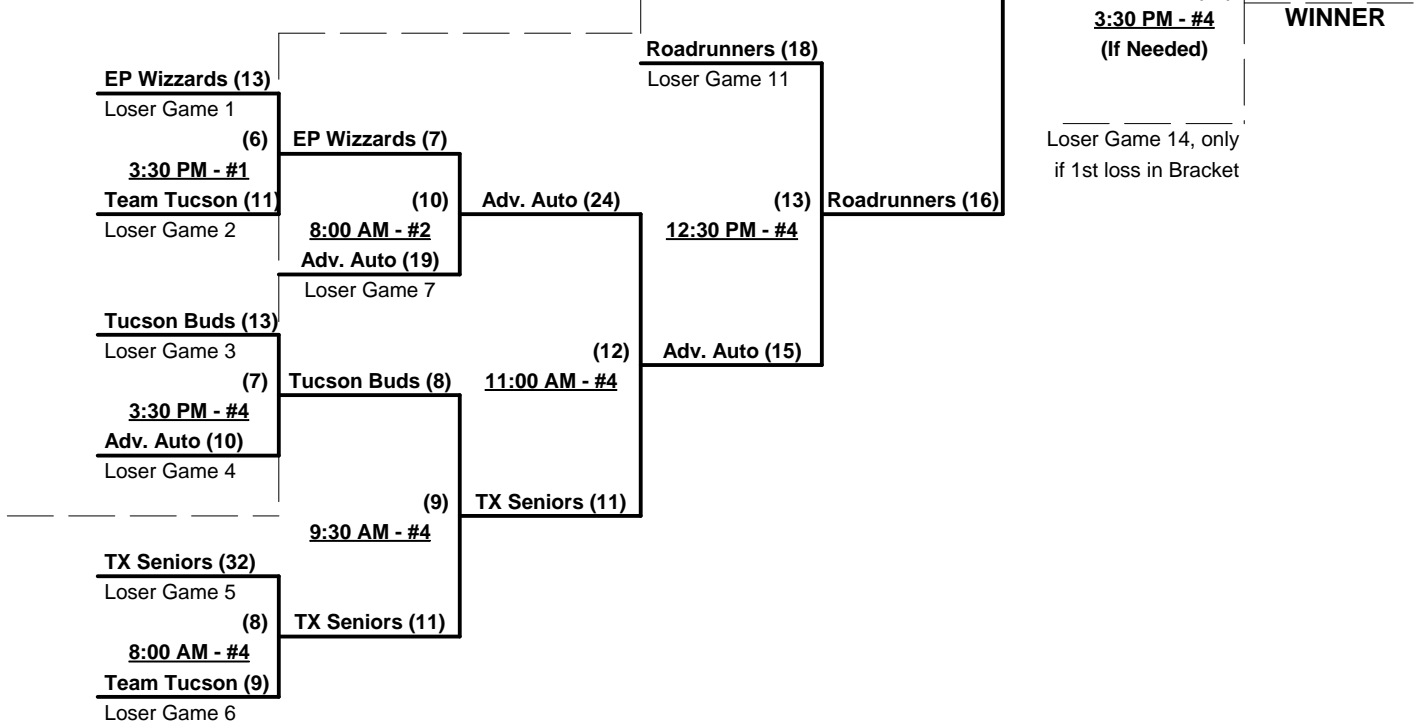 3:30 PM - #4
WINNER
(If Needed)
Roadrunners (18)
Loser Game 11
EP Wizzards (13)
Loser Game 1
(6)
EP Wizzards (7)
Loser Game 14, only
if 1st loss in Bracket
3:30 PM - #1
Team Tucson (11)
Loser Game 2
(10)
8:00 AM - #2
Adv. Auto (24)
(13)
12:30 PM - #4
Roadrunners (16)
Adv. Auto (19)
Loser Game 7
Tucson Buds (13)
Loser Game 3
(7)
3:30 PM - #4
Tucson Buds (8)
(12)
11:00 AM - #4
Adv. Auto (15)
Adv. Auto (10)
Loser Game 4
(9)
9:30 AM - #4
TX Seniors (11)
TX Seniors (32)
Loser Game 5
(8)
8:00 AM - #4
TX Seniors (11)
Team Tucson (9)
Loser Game 6